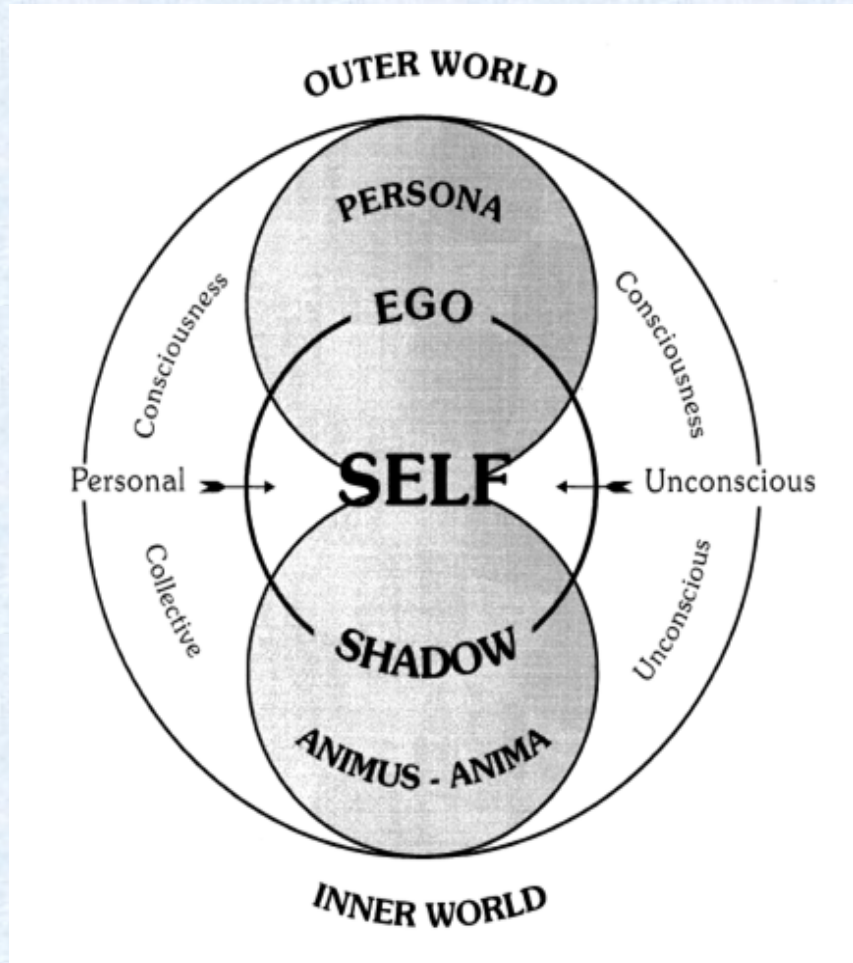 OUTER WORLD
PERSONA
EGO
Consciousness
Consciousness
SELF
Personal
Unconscious
Collective
Unconscious
SHADOW
ANIMUS - ANIMA
INNER WORLD